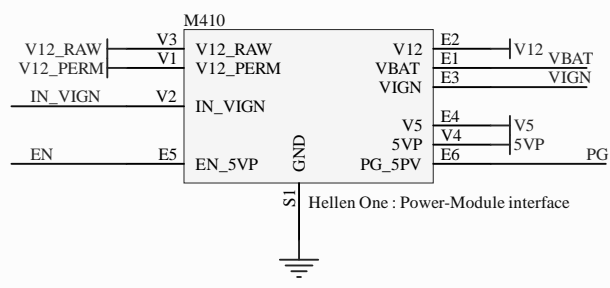 M410
V12_RAW V3 V12_RAW V12 E2 V12
V12_PERM V1 V12_PERM VBAT E1 VBAT
VIGN E3 VIGN
IN_VIGN V2 IN_VIGN
V5 E4 V5
5VP V4 5VP
EN E5 EN_5VP GND PG_5PV E6 PG
S1 Hellen One : Power-Module interface